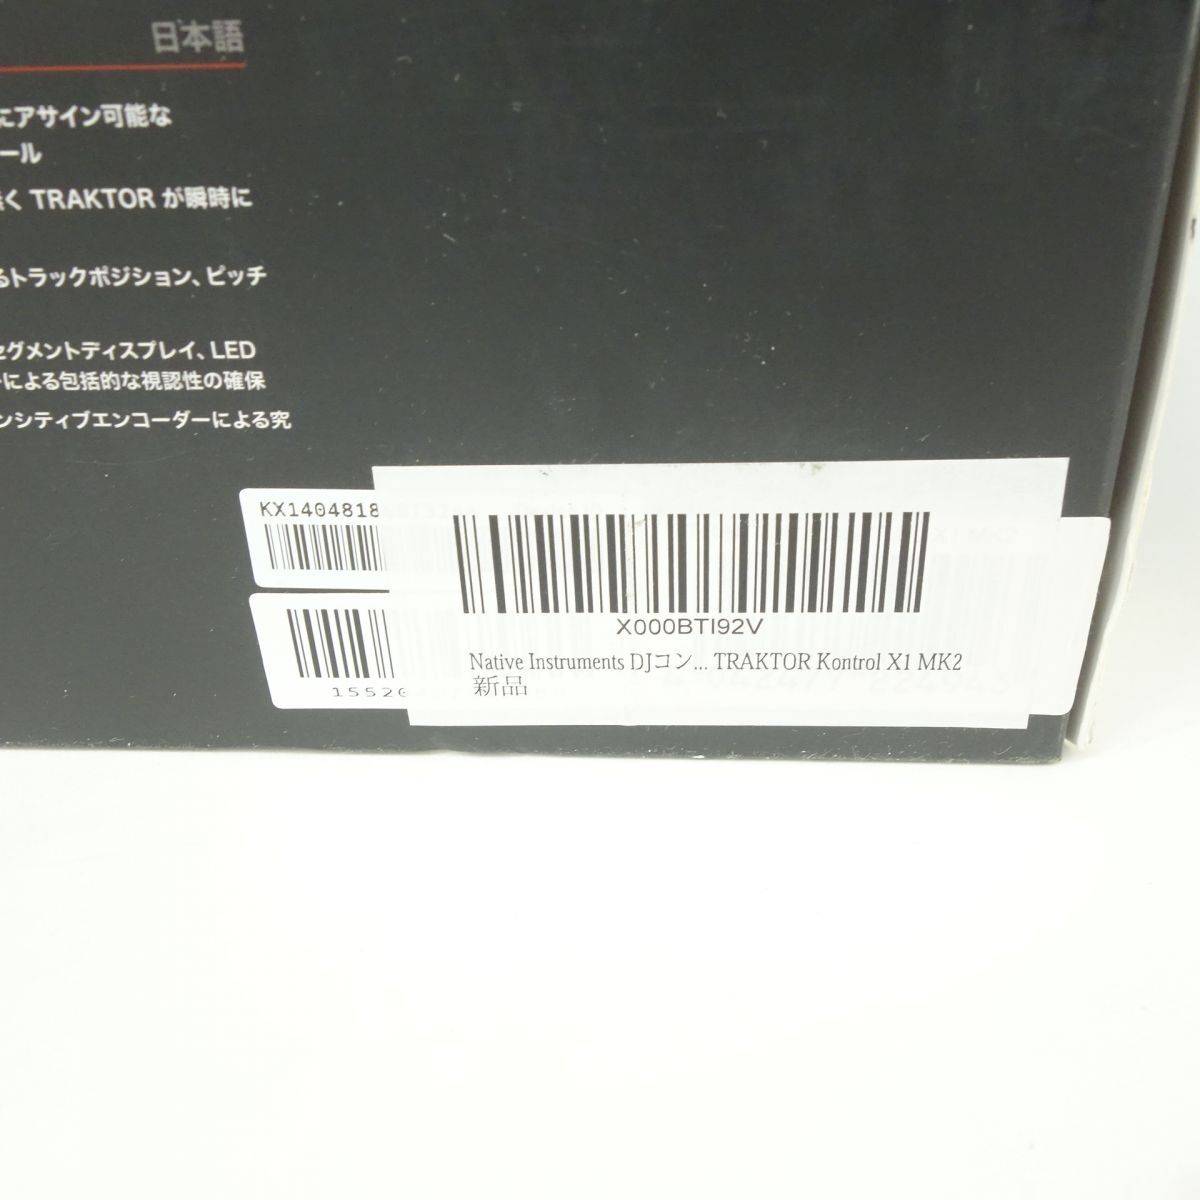 日本語
にアサイン可能な
ール
く TRAKTOR が瞬時に
るトラックポジション、ピッチ
セグメントディスプレイ、LED
による包括的な視認性の確保
ンシティブエンコーダーによる究
KX1404818
X000BTI92V
Native Instruments DJコン... TRAKTOR Kontrol X1 MK2
新品
15520